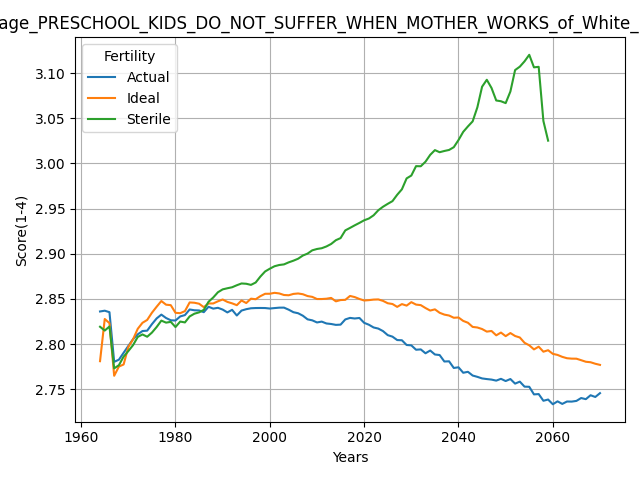 age_PRESCHOOL_KIDS_DO_NOT_SUFFER_WHEN_MOTHER_WORKS_of_White_
Fertility
Actual
Ideal
Sterile
Score(1-4)
3.10
3.05
3.00
2.95
2.90
2.85
2.80
2.75
1960 1980 2000 2020 2040 2060
Years